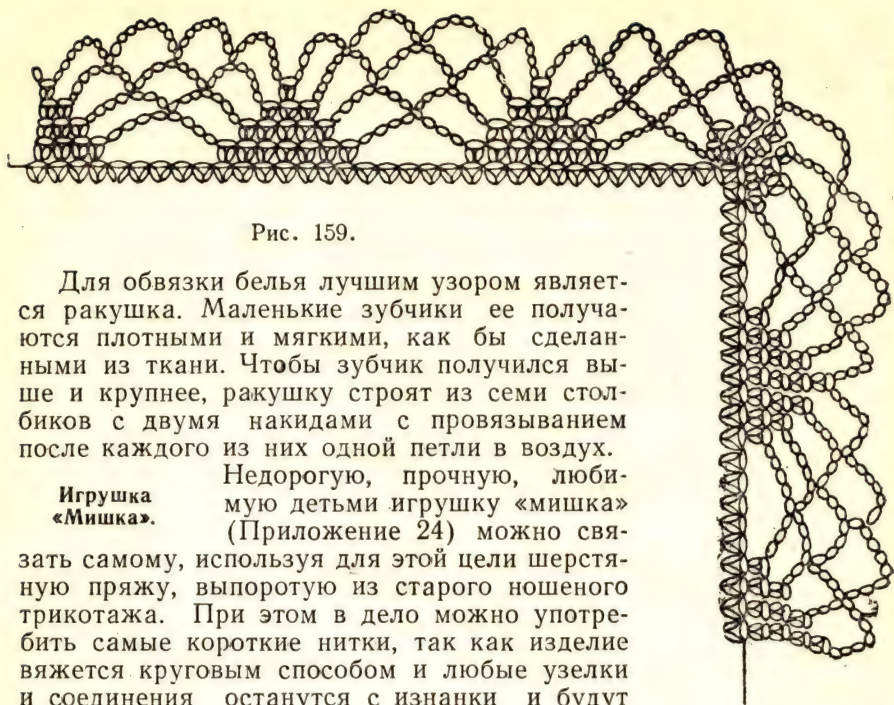 Рис. 159.
Для обвязки белья лучшим узором являет-
ся ракушка. Маленькие зубчики ее получа-
ются плотными и мягкими, как бы сделан-
ными из ткани. Чтобы зубчик получился вы-
ше и крупнее, ракушку строят из семи стол-
биков с двумя накидами с провязыванием
после каждого из них одной петли в воздух.
Игрушка
«Мишка».
Недорогую, прочную, люби-
мую детьми игрушку «мишка»
(Приложение 24) можно свя-
зать самому, используя для этой цели шерстя-
ную пряжу, выпоротую из старого ношеного
трикотажа. При этом в дело можно употре-
бить самые короткие нитки, так как изделие
вяжется круговым способом и любые узелки
и соединения останутся с изнанки и будут